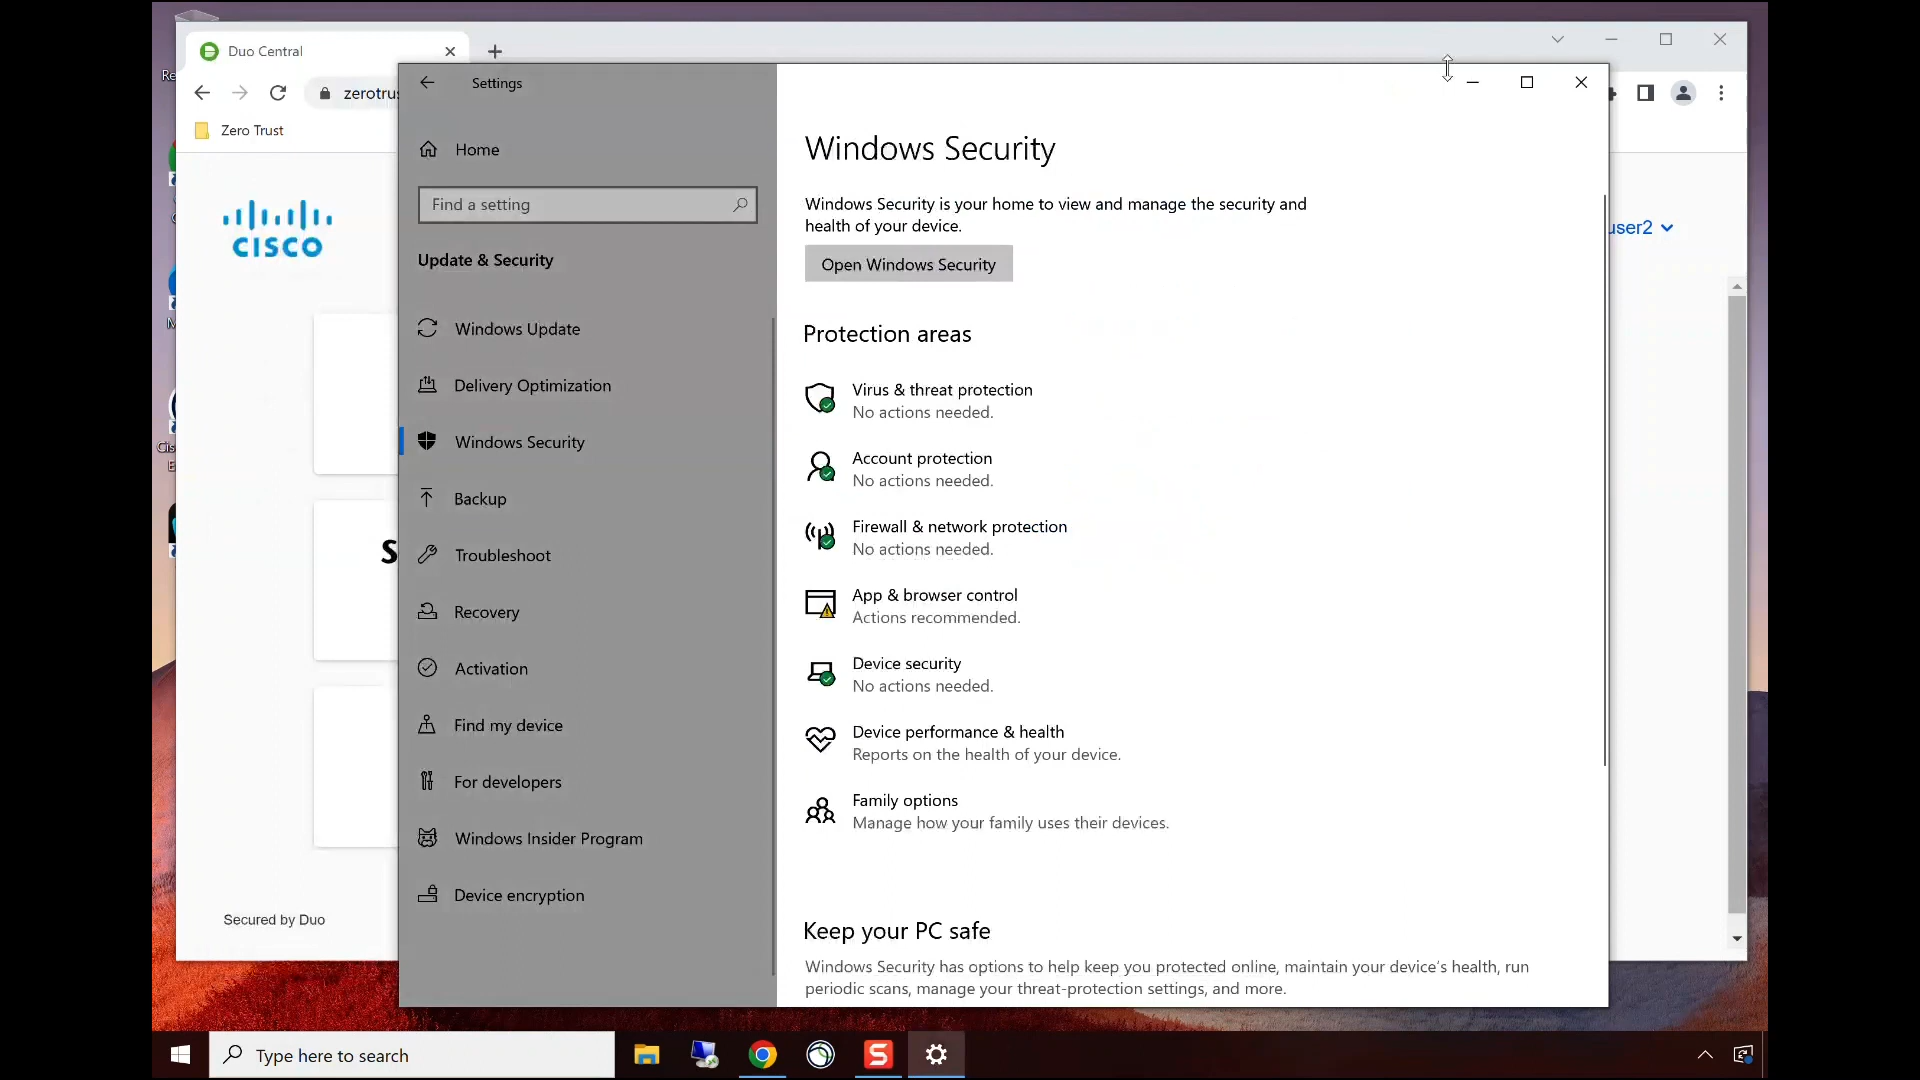 Duo Central
Settings
zerotrus
Zero Trust
CISCO
user2
S
Secured by Duo
Home
Find a setting
Update & Security
Windows Update
Delivery Optimization
Windows Security
Backup
Troubleshoot
Recovery
Activation
Find my device
For developers
Windows Insider Program
Device encryption
Windows Security
Windows Security is your home to view and manage the security and
health of your device.
Open Windows Security
Protection areas
Virus & threat protection
No actions needed.
Account protection
No actions needed.
Firewall & network protection
No actions needed.
App & browser control
Actions recommended.
Device security
No actions needed.
Device performance & health
Reports on the health of your device.
Family options
Manage how your family uses their devices.
Keep your PC safe
Windows Security has options to help keep you protected online, maintain your device's health, run
periodic scans, manage your threat-protection settings, and more.
Re
Cis
E
Type here to search